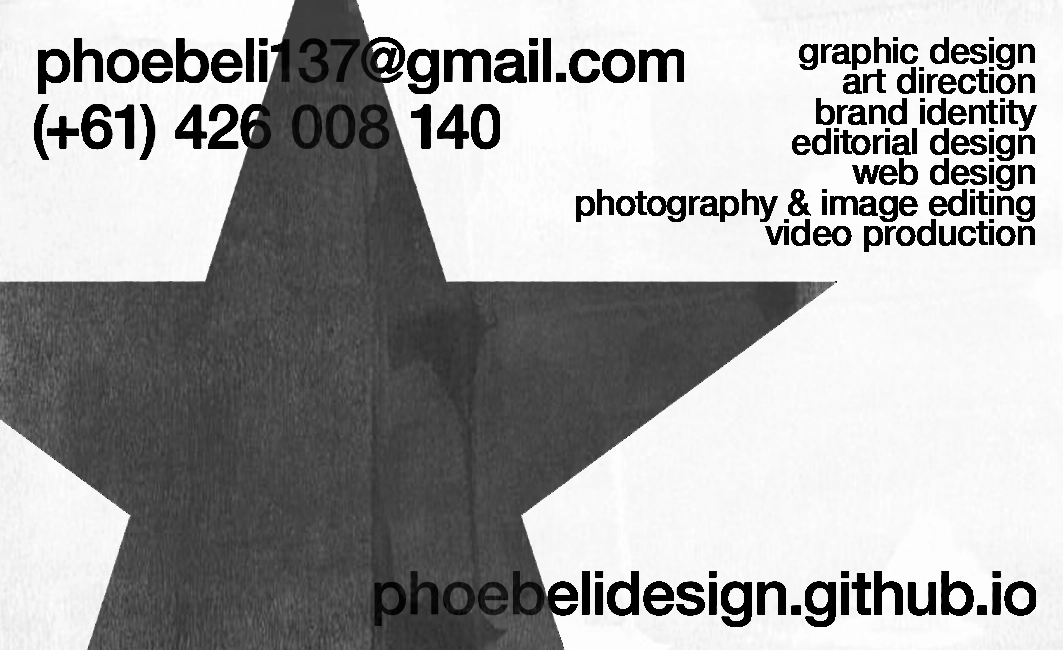 phoebeli137@gmail.com
(+61) 426 008 140
graphic design
art direction
brand identity
editorial design
web design
photography & image editing
video production
phoebelidesign.github.io